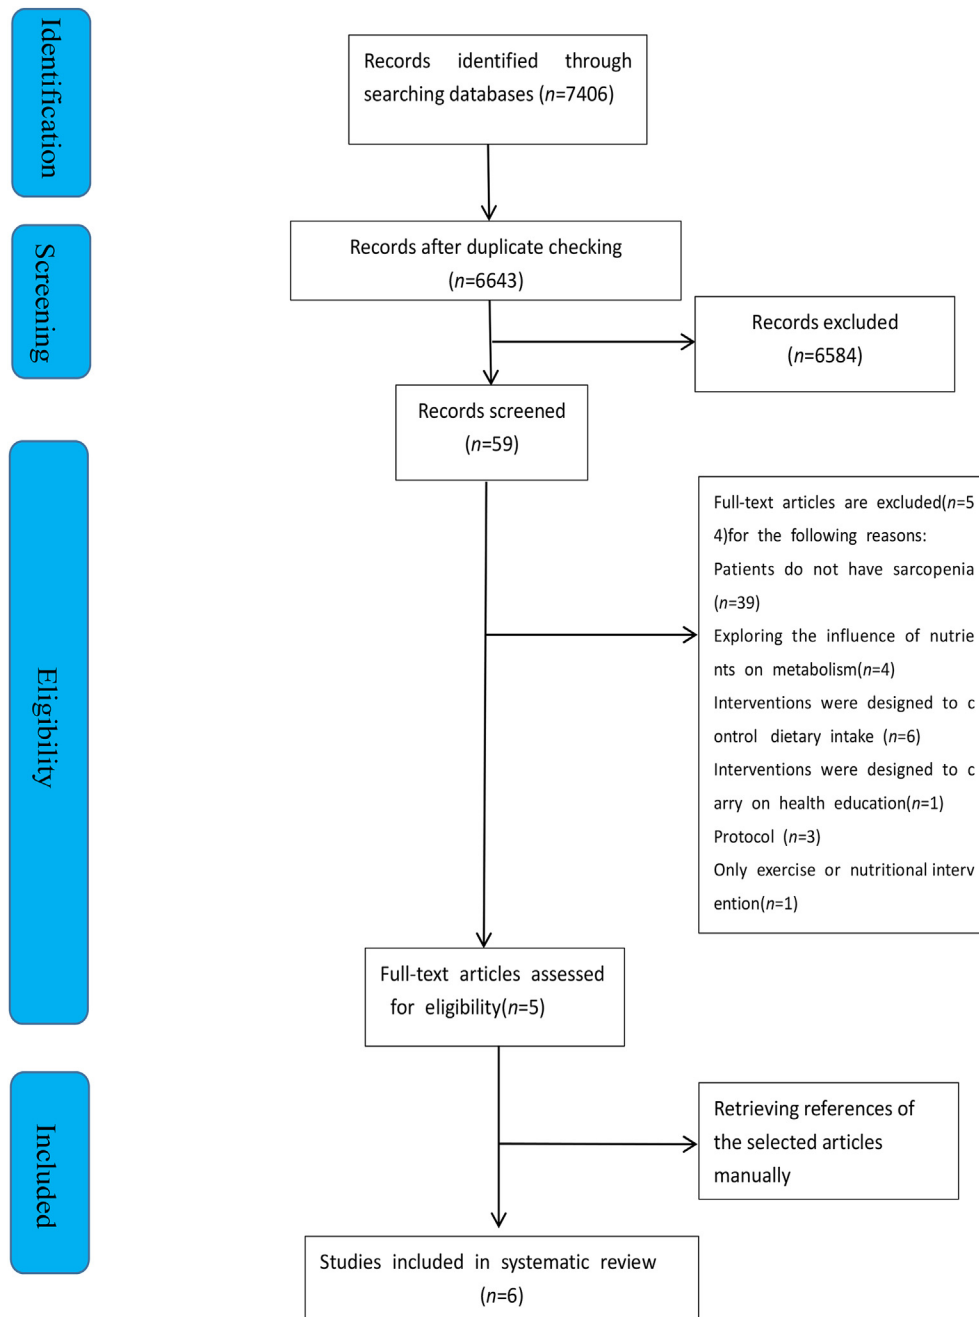 Identification
Records identified through
searching databases (n=7406)
Records after duplicate checking
(n=6643)
Screening
Records excluded
(n=6584)
Records screened
(n=59)
Eligibility
Full-text articles are excluded(n=5
4)for the following reasons:
Patients do not have sarcopenia
(n=39)
Exploring the influence of nutrie
nts on metabolism(n=4)
Interventions were designed to c
ontrol dietary intake (n=6)
Interventions were designed to c
arry on health education(n=1)
Protocol (n=3)
Only exercise or nutritional interv
ention(n=1)
Full-text articles assessed
for eligibility(n=5)
Included
Retrieving references of
the selected articles
manually
Studies included in systematic review
(n=6)